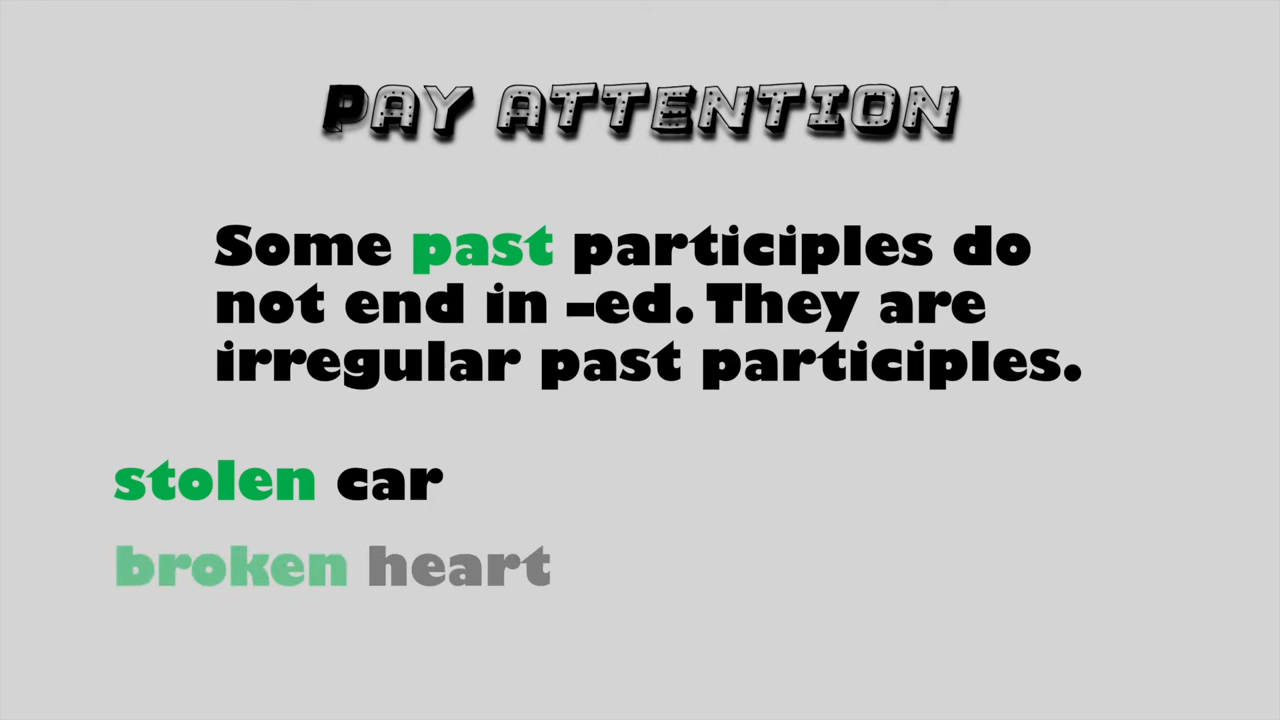 PAY ATTENTION
Some past participles do
not end in –ed. They are
irregular past participles.
stolen car
broken heart